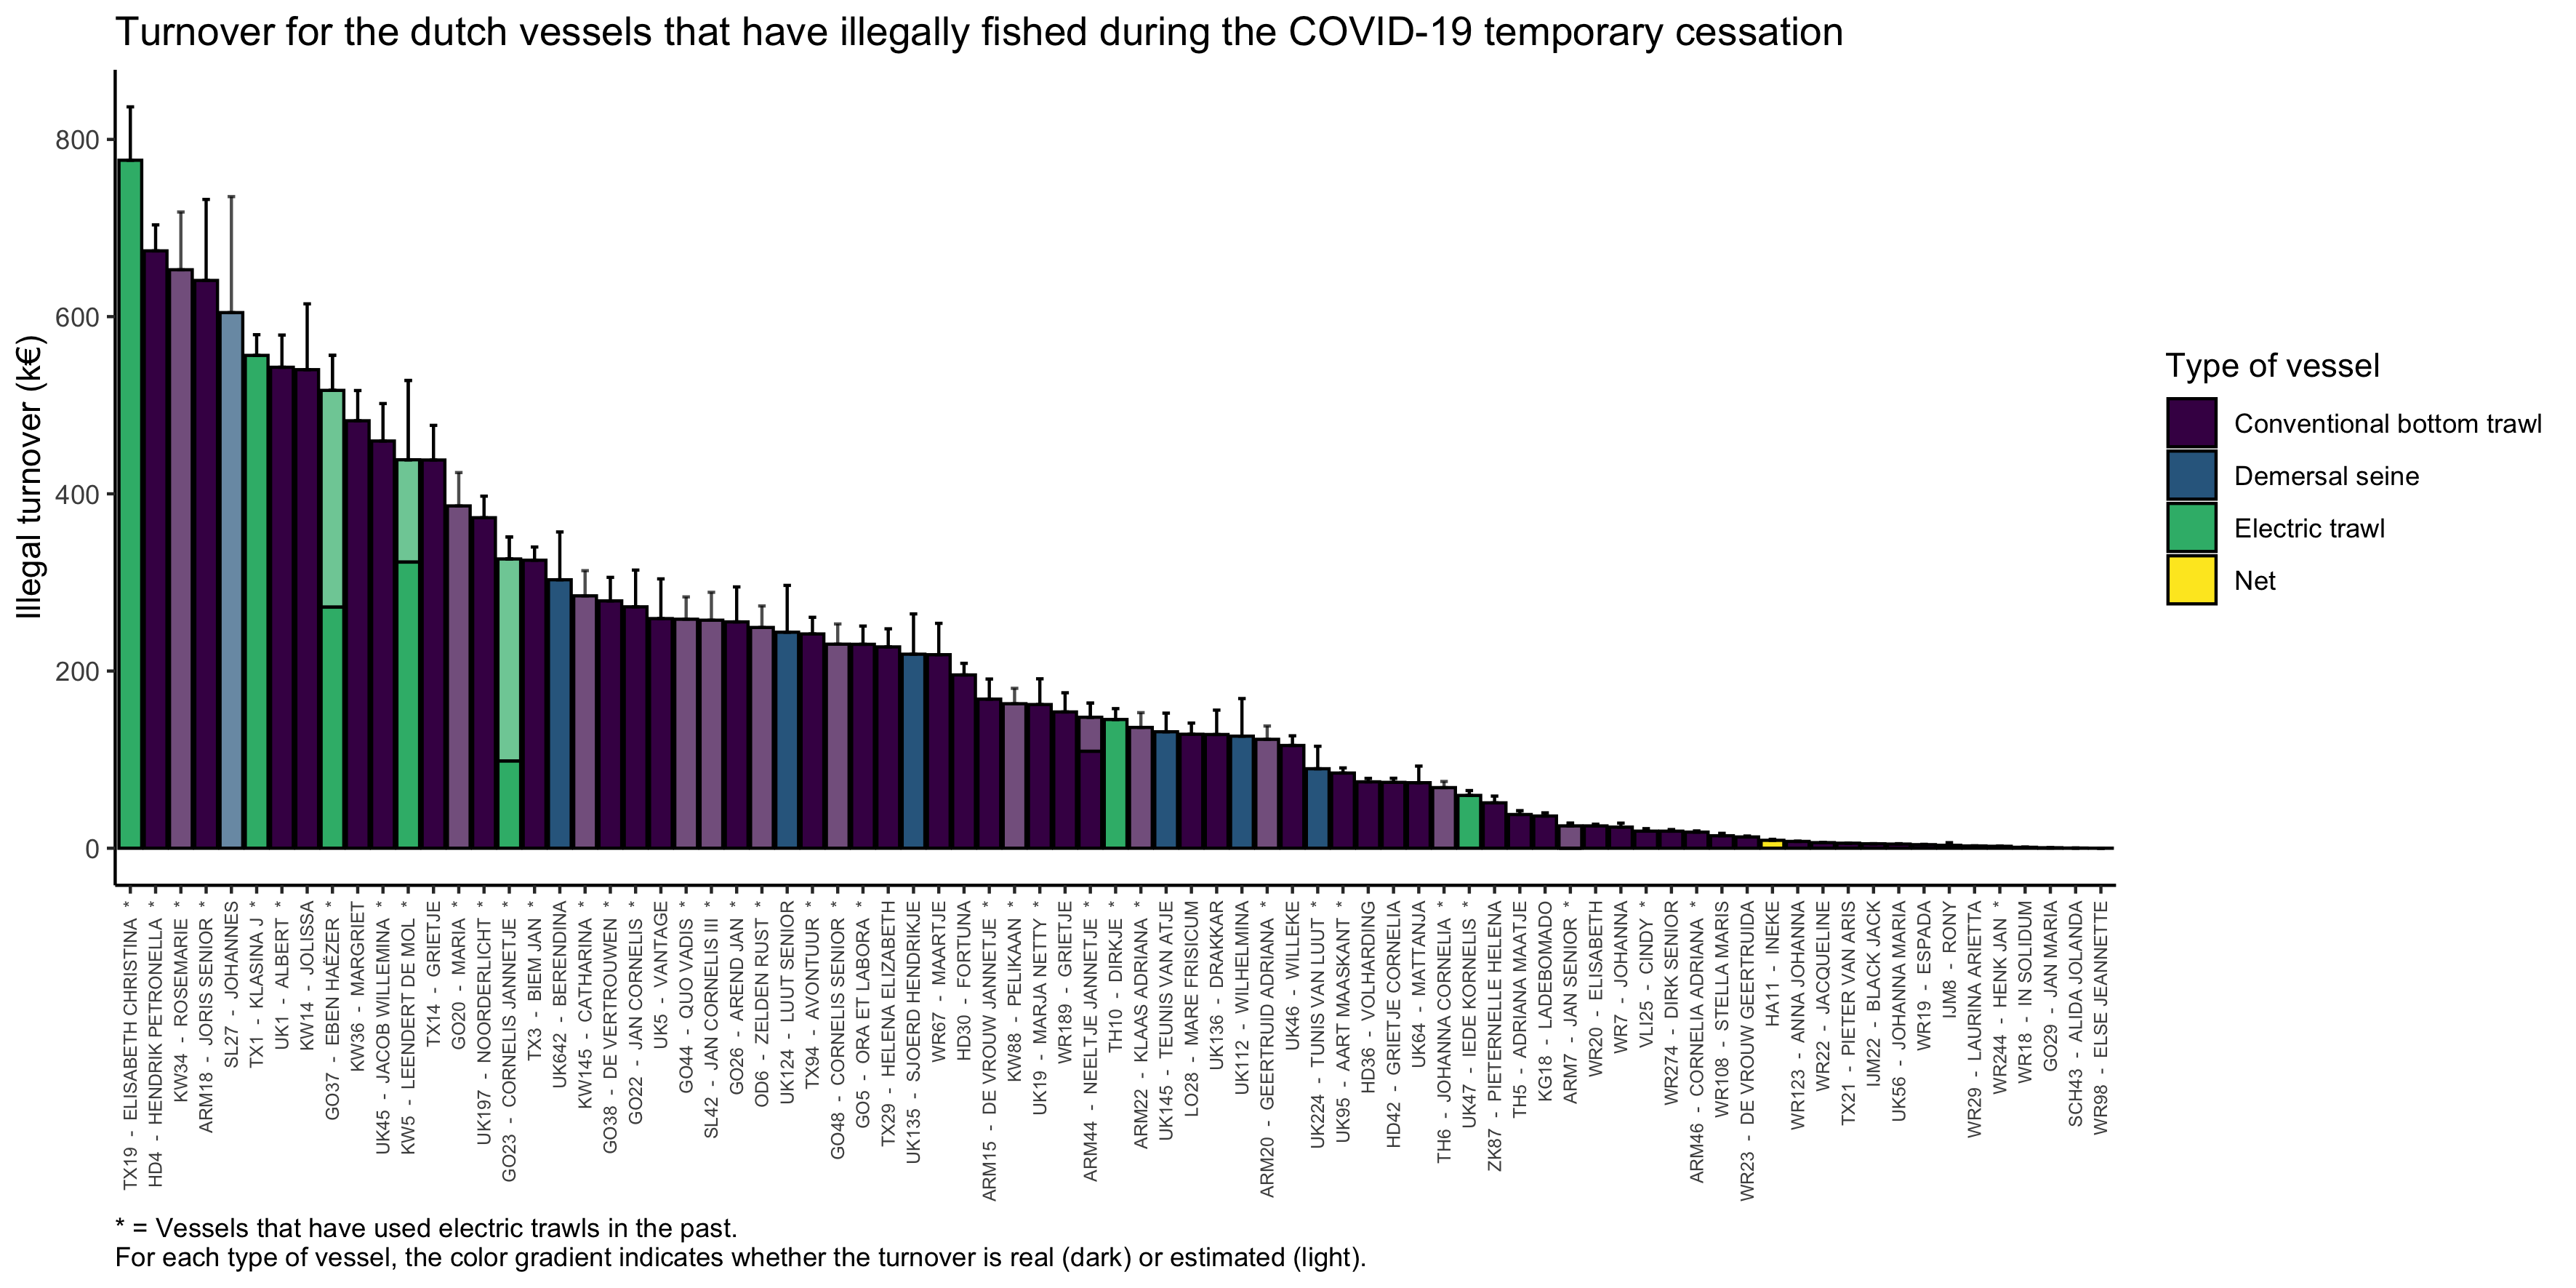 Turnover for the dutch vessels that have illegally fished during the COVID-19 temporary cessation
Illegal turnover (k€)
800
600
400
200
0
TX19 - ELISABETH CHRISTINA *
HD4 - HENDRIK PETRONELLA *
KW34 - ROSEMARIE *
ARM18 - JORIS SENIOR *
SL27 - JOHANNES
TX1 - KLASINA J *
UK1 - ALBERT *
KW14 - JOLISSA
GO37 - EBEN HAËZER *
KW36 - MARGRIET
UK45 - JACOB WILLEMINA *
KW5 - LEENDERT DE MOL *
TX14 - GRIETJE
GO20 - MARIA *
UK197 - NOORDERLICHT *
GO23 - CORNELIS JANNETJE *
TX3 - BIEM JAN *
UK642 - BERENDINA
KW145 - CATHARINA *
GO38 - DE VERTROUWEN *
GO22 - JAN CORNELIS *
UK5 - VANTAGE
GO44 - QUO VADIS *
SL42 - JAN CORNELIS III *
GO26 - AREND JAN *
OD6 - ZELDEN RUST *
UK124 - LUUT SENIOR
TX94 - AVONTUUR *
GO48 - CORNELIS SENIOR *
GO5 - ORA ET LABORA *
TX29 - HELENA ELIZABETH
UK135 - SJOERD HENDRIKJE
WR67 - MAARTJE
HD30 - FORTUNA
ARM15 - DE VROUW JANNETJE *
KW88 - PELIKAAN *
UK19 - MARJA NETTY *
WR189 - GRIETJE
ARM44 - NEELTJE JANNETJE *
TH10 - DIRKJE *
ARM22 - KLAAS ADRIANA *
UK145 - TEUNIS VAN ATJE
LO28 - MARE FRISICUM
UK136 - DRAKKAR
UK112 - WILHELMINA
ARM20 - GEERTRUID ADRIANA *
UK46 - WILLEKE
UK224 - TUNIS VAN LUUT *
UK95 - AART MAASKANT *
HD36 - VOLHARDING
HD42 - GRIETJE CORNELIA
UK64 - MATTANJA
TH6 - JOHANNA CORNELIA *
UK47 - IEDE KORNELIS *
ZK87 - PIETERNELLE HELENA
TH5 - ADRIANA MAATJE
KG18 - LADEBOMADO
ARM7 - JAN SENIOR *
WR20 - ELISABETH
WR7 - JOHANNA
VLI25 - CINDY *
WR274 - DIRK SENIOR
ARM46 - CORNELIA ADRIANA *
WR108 - STELLA MARIS
WR23 - DE VROUW GEERTRUIDA
HA11 - INEKE
WR123 - ANNA JOHANNA
WR22 - JACQUELINE
TX21 - PIETER VAN ARIS
IJM22 - BLACK JACK
UK56 - JOHANNA MARIA
WR19 - ESPADA
IJM8 - RONY
WR29 - LAURINA ARIETTA
WR244 - HENK JAN *
WR18 - IN SOLIDUM
GO29 - JAN MARIA
SCH43 - ALIDA JOLANDA
WR98 - ELSE JEANNETTE
Type of vessel
Conventional bottom trawl
Demersal seine
Electric trawl
Net
* = Vessels that have used electric trawls in the past.
For each type of vessel, the color gradient indicates whether the turnover is real (dark) or estimated (light).